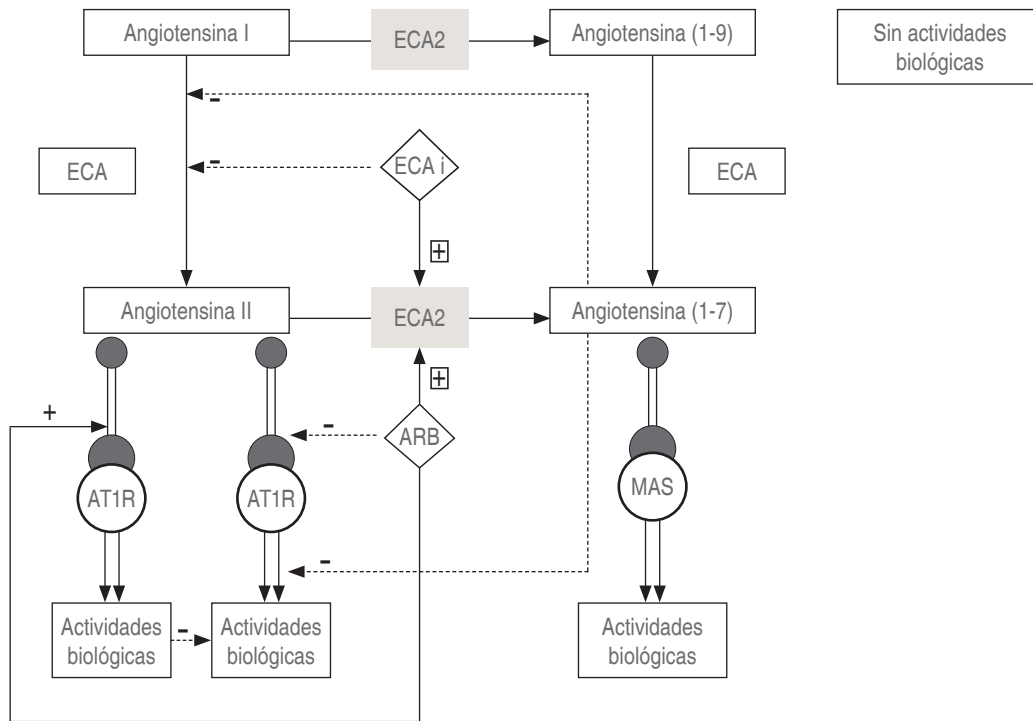 Angiotensina I
ECA2
Angiotensina (1-9)
Sin actividades
biológicas
-
ECA
-
ECA i
ECA
+
Angiotensina II
ECA2
Angiotensina (1-7)
+
+
-
ARB
AT1R
AT1R
MAS
-
Actividades
biológicas
-
Actividades
biológicas
Actividades
biológicas